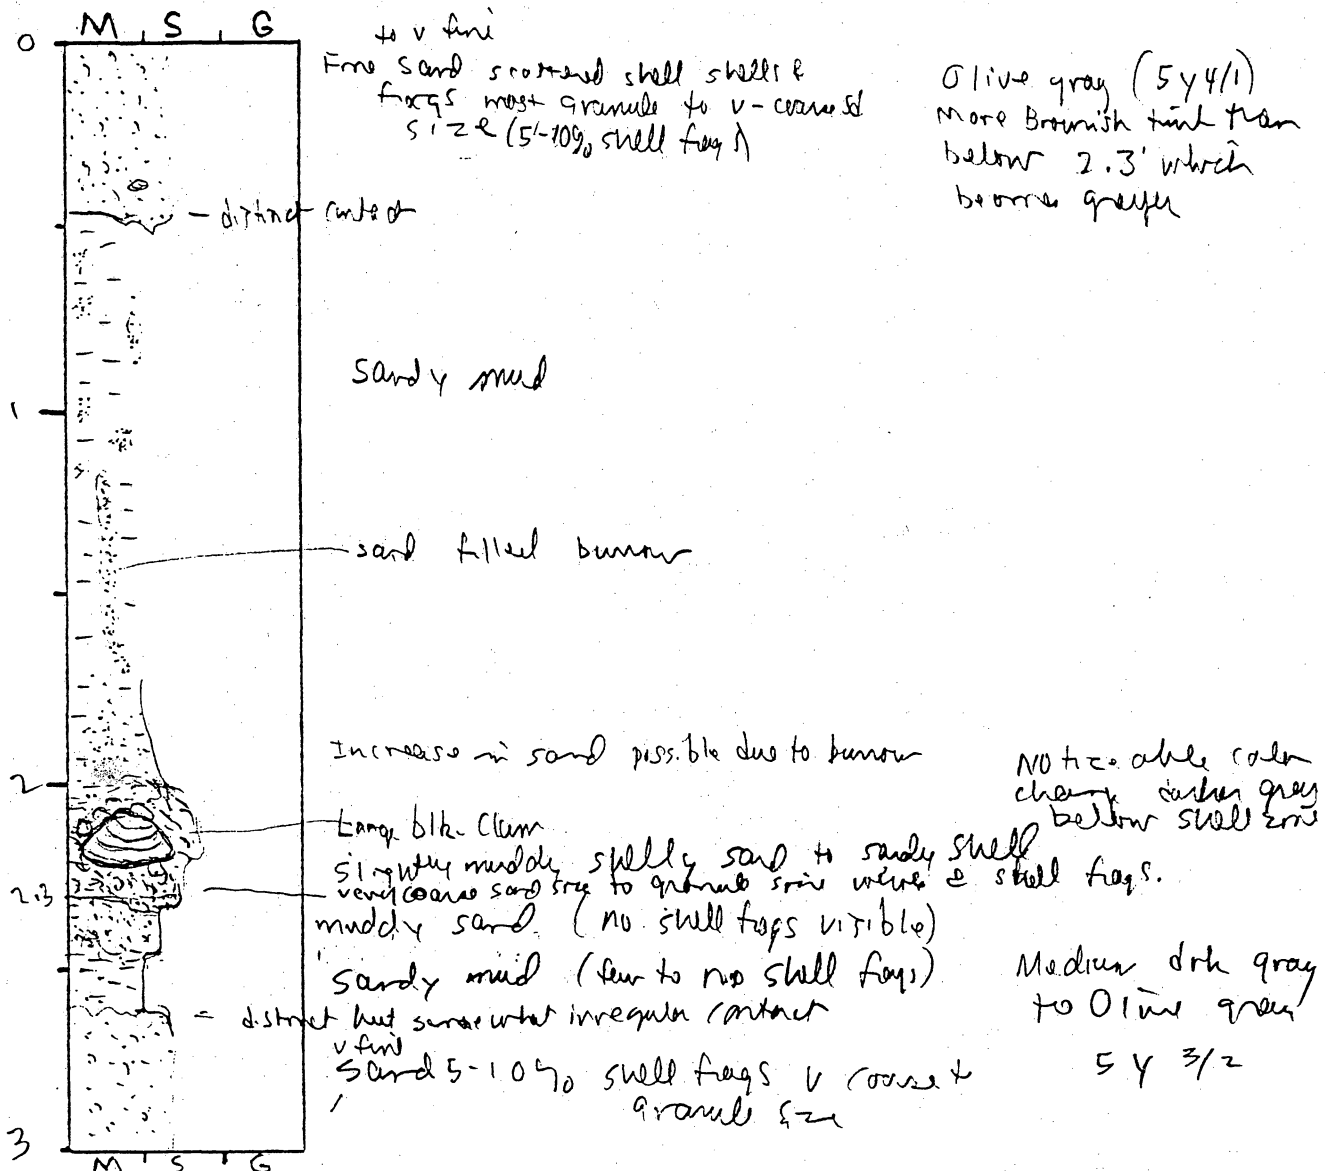 M S G
0
to v fine
Fine sand scattered shell shells &
frags most granule to v-coarse sd
size (5-10% shell frag)
Olive gray (5y4/1)
More Brownish tint than
below 2.3' which
becomes grayer
- distinct contact
sandy mud
1
sand filled burrow
Increase in sand possible due to burrow
2
Noticeable color
change darker gray
below shell zone
Large blk. Clam
slightly muddy shelly sand to sandy shell
2.3
very coarse sand size to granule size valves & shell frags.
muddy sand (no shell frags visible)
sandy mud (few to no shell frags)
Medium drk gray
to Olive gray
5 y 3/2
- distinct but somewhat irregular contact
v fine
sand 5-10% shell frags v coarse to
granule size
3
M S G